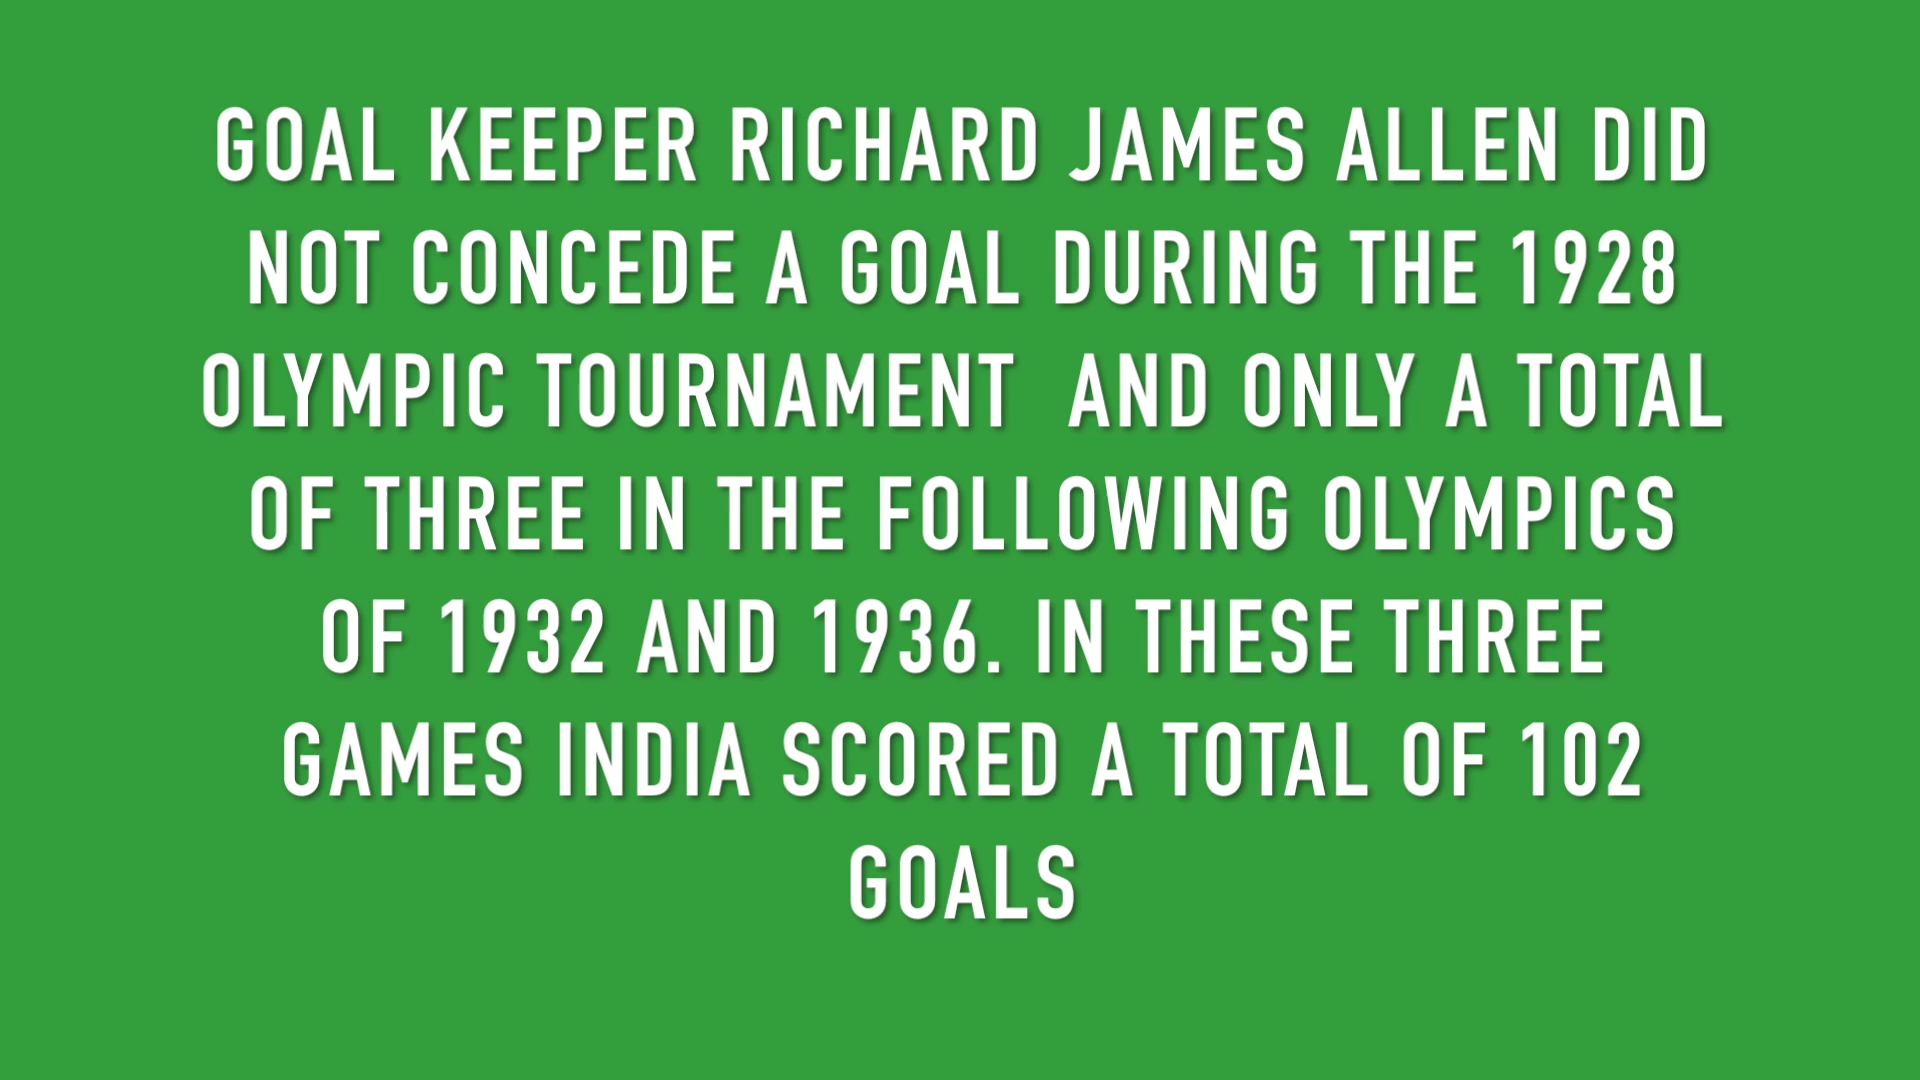 GOAL KEEPER RICHARD JAMES ALLEN DID
NOT CONCEDE A GOAL DURING THE 1928
OLYMPIC TOURNAMENT  AND ONLY A TOTAL
OF THREE IN THE FOLLOWING OLYMPICS
OF 1932 AND 1936. IN THESE THREE
GAMES INDIA SCORED A TOTAL OF 102
GOALS